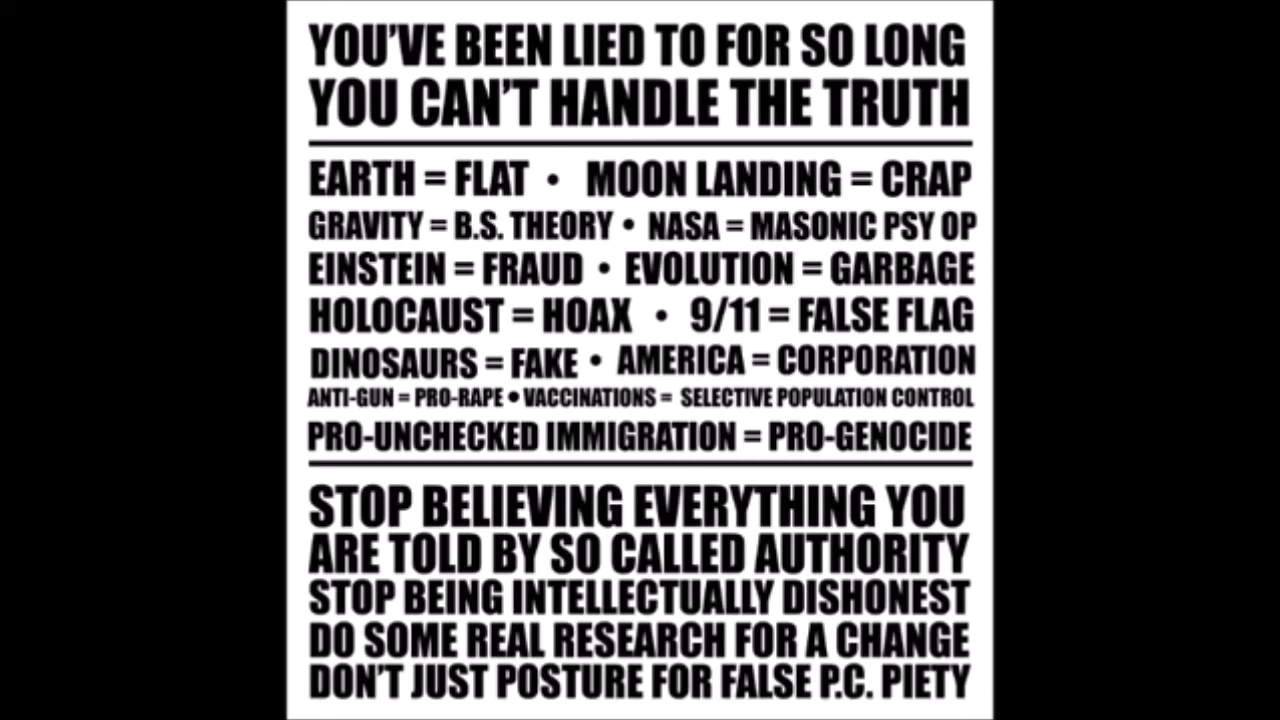 YOU'VE BEEN LIED TO FOR SO LONG
YOU CAN'T HANDLE THE TRUTH
EARTH = FLAT • MOON LANDING = CRAP
GRAVITY = B.S. THEORY • NASA = MASONIC PSY OP
EINSTEIN = FRAUD • EVOLUTION = GARBAGE
HOLOCAUST = HOAX • 9/11 = FALSE FLAG
DINOSAURS = FAKE • AMERICA = CORPORATION
ANTI-GUN = PRO-RAPE • VACCINATIONS = SELECTIVE POPULATION CONTROL
PRO-UNCHECKED IMMIGRATION = PRO-GENOCIDE
STOP BELIEVING EVERYTHING YOU
ARE TOLD BY SO CALLED AUTHORITY
STOP BEING INTELLECTUALLY DISHONEST
DO SOME REAL RESEARCH FOR A CHANGE
DON'T JUST POSTURE FOR FALSE P.C. PIETY